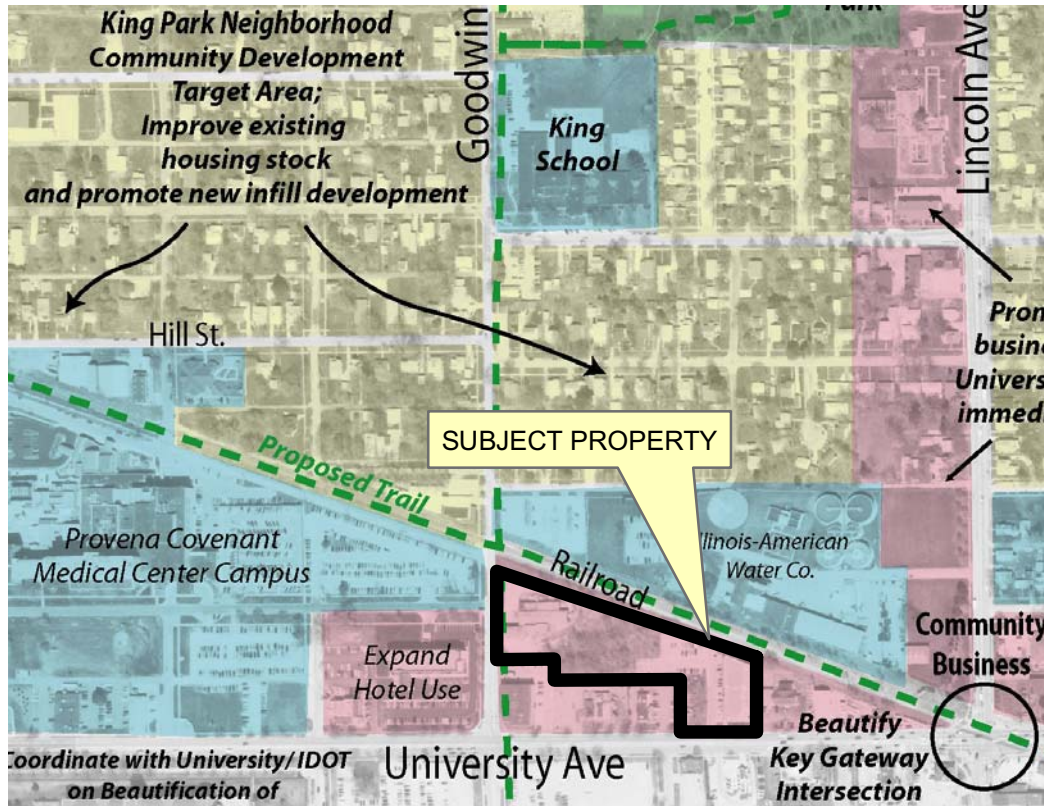 Park
King Park Neighborhood
Community Development
Target Area;
Improve existing
housing stock
and promote new infill development
Goodwin
King
School
Lincoln Ave
Hill St.
SUBJECT PROPERTY
Proposed Trail
Provena Covenant
Medical Center Campus
Railroad
llinois-American
Water Co.
Expand
Hotel Use
Community
Business
Beautify
Key Gateway
Intersection
University Ave
Coordinate with University/IDOT
on Beautification of